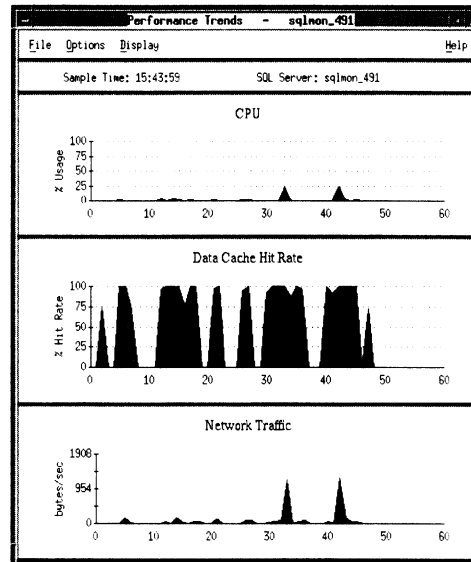 Performance Trends - sqlmon_491
File Options Display Help
Sample Time: 15:43:59 SQL Server: sqlmon_491
CPU
% Usage
100
75
50
25
0
0 10 20 30 40 50 60
Data Cache Hit Rate
% Hit Rate
100
75
50
25
0
0 10 20 30 40 50 60
Network Traffic
bytes/sec
1908
954
0
0 10 20 30 40 50 60